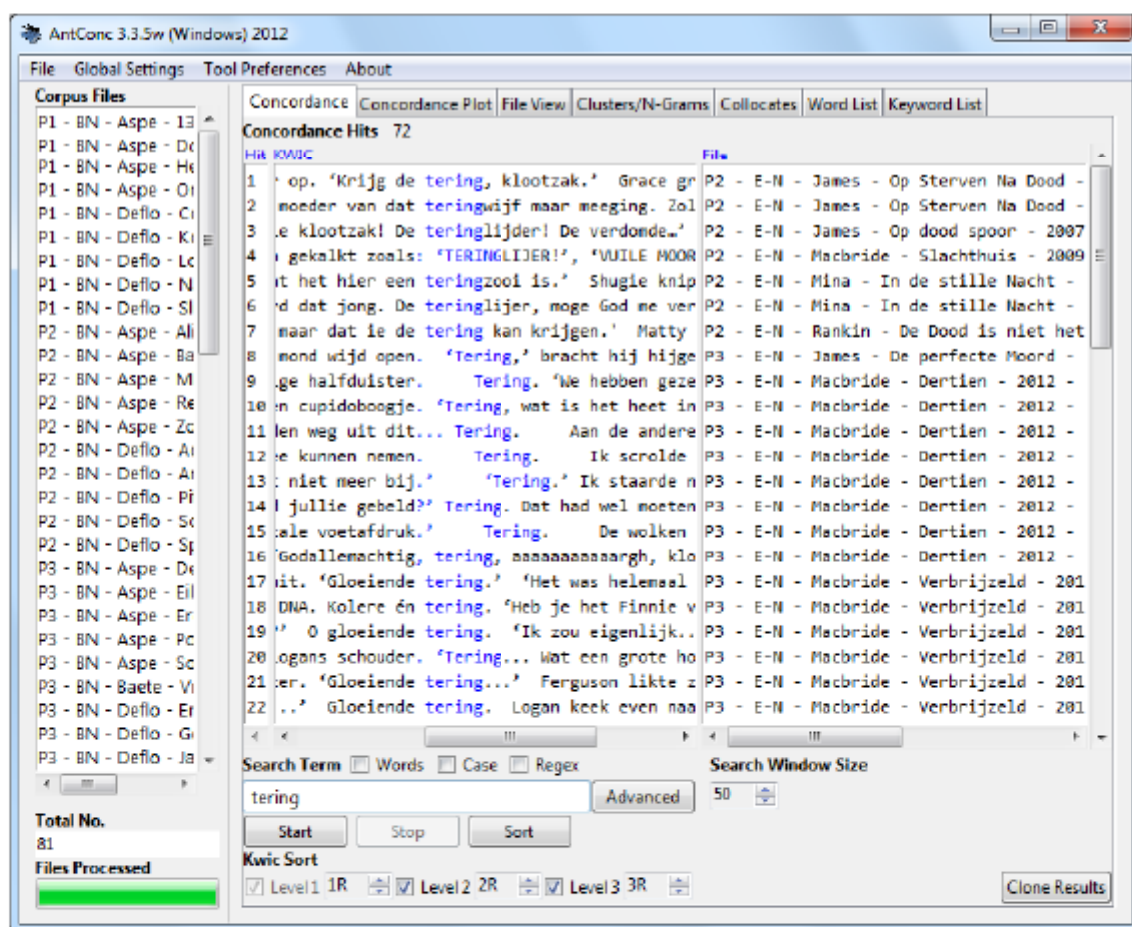 AntConc 3.3.5w (Windows) 2012
File Global Settings Tool Preferences About
Corpus Files
P1 - BN - Aspe - 13
P1 - BN - Aspe - Do
P1 - BN - Aspe - He
P1 - BN - Aspe - On
P1 - BN - Deflo - Cr
P1 - BN - Deflo - Kr
P1 - BN - Deflo - Lo
P1 - BN - Deflo - N
P1 - BN - Deflo - Sl
P2 - BN - Aspe - Ali
P2 - BN - Aspe - Ba
P2 - BN - Aspe - M
P2 - BN - Aspe - Re
P2 - BN - Aspe - Zo
P2 - BN - Deflo - Ar
P2 - BN - Deflo - Ar
P2 - BN - Deflo - Pi
P2 - BN - Deflo - Sc
P2 - BN - Deflo - Sp
P3 - BN - Aspe - De
P3 - BN - Aspe - Eil
P3 - BN - Aspe - Er
P3 - BN - Aspe - Po
P3 - BN - Aspe - Sc
P3 - BN - Baete - Vi
P3 - BN - Deflo - Er
P3 - BN - Deflo - G
P3 - BN - Deflo - Ja
Total No.
81
Files Processed
Concordance Concordance Plot File View Clusters/N-Grams Collocates Word List Keyword List
Concordance Hits 72
Hit KWIC File
1 op. ‘Krijg de tering, klootzak.’ Grace gr P2 - E-N - James - Op Sterven Na Dood -
2 moeder van dat teringwijf maar meeging. Zol P2 - E-N - James - Op Sterven Na Dood -
3 e klootzak! De teringlijder! De verdomde…’ P2 - E-N - James - Op dood spoor - 2007
4 gekalkt zoals: ‘TERINGLIJER!’, ‘VUILE MOOR P2 - E-N - Macbride - Slachthuis - 2009
5 t het hier een teringzooi is.’ Shugie knip P2 - E-N - Mina - In de stille Nacht -
6 d dat jong. De teringlijer, moge God me ver P2 - E-N - Mina - In de stille Nacht -
7 maar dat ie de tering kan krijgen.' Matty P2 - E-N - Rankin - De Dood is niet het
8 mond wijd open. ‘Tering,’ bracht hij hijge P3 - E-N - James - De perfecte Moord -
9 ge halfduister. Tering. ‘We hebben geze P3 - E-N - Macbride - Dertien - 2012 -
10 n cupidoboogje. ‘Tering, wat is het heet in P3 - E-N - Macbride - Dertien - 2012 -
11 en weg uit dit... Tering. Aan de andere P3 - E-N - Macbride - Dertien - 2012 -
12 e kunnen nemen. Tering. Ik scrolde P3 - E-N - Macbride - Dertien - 2012 -
13 niet meer bij.’ ‘Tering.’ Ik staarde n P3 - E-N - Macbride - Dertien - 2012 -
14 jullie gebeld?’ Tering. Dat had wel moeten P3 - E-N - Macbride - Dertien - 2012 -
15 ale voetafdruk.’ Tering. De wolken P3 - E-N - Macbride - Dertien - 2012 -
16 ‘Godallemachtig, tering, aaaaaaaaaaargh, klo P3 - E-N - Macbride - Dertien - 2012 -
17 it. ‘Gloeiende tering.’ ‘Het was helemaal P3 - E-N - Macbride - Verbrijzeld - 201
18 DNA. Kolere én tering. ‘Heb je het Finnie v P3 - E-N - Macbride - Verbrijzeld - 201
19 ’ O gloeiende tering. ‘Ik zou eigenlijk.. P3 - E-N - Macbride - Verbrijzeld - 201
20 ogans schouder. ‘Tering... Wat een grote ho P3 - E-N - Macbride - Verbrijzeld - 201
21 er. ‘Gloeiende tering...’ Ferguson likte z P3 - E-N - Macbride - Verbrijzeld - 201
22 ..’ Gloeiende tering. Logan keek even naa P3 - E-N - Macbride - Verbrijzeld - 201
Search Term Words Case Regex Search Window Size
tering Advanced 50
Start Stop Sort
Kwic Sort
Level 1 1R Level 2 2R Level 3 3R Clone Results